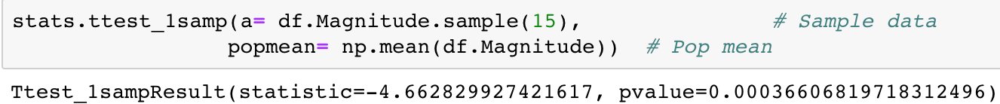 stats.ttest_1samp(a= df.Magnitude.sample(15), # Sample data
popmean= np.mean(df.Magnitude)) # Pop mean
Ttest_1sampResult(statistic=-4.662829927421617, pvalue=0.00036606819718312496)